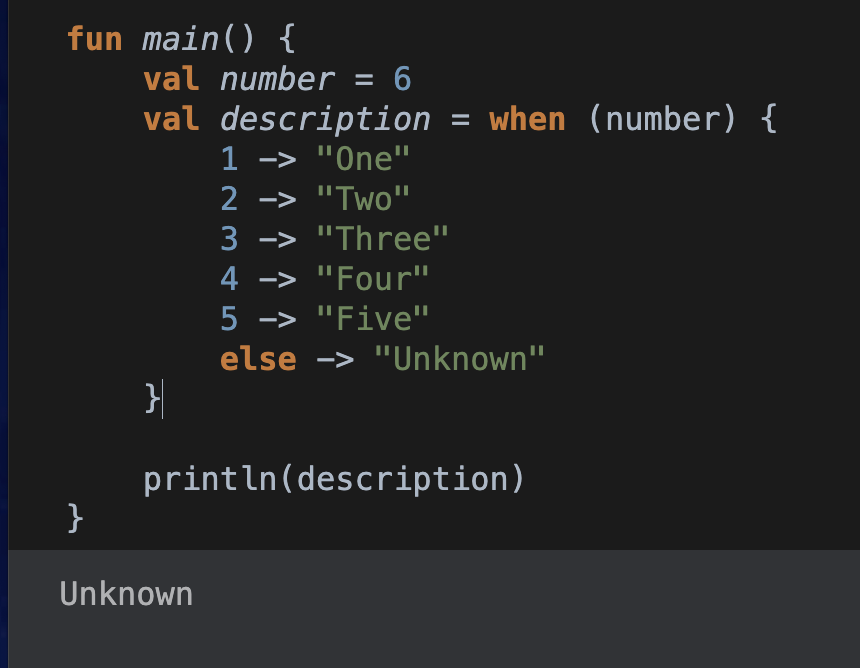 fun main() {
    val number = 6
    val description = when (number) {
        1 -> "One"
        2 -> "Two"
        3 -> "Three"
        4 -> "Four"
        5 -> "Five"
        else -> "Unknown"
    }
    println(description)
}
Unknown